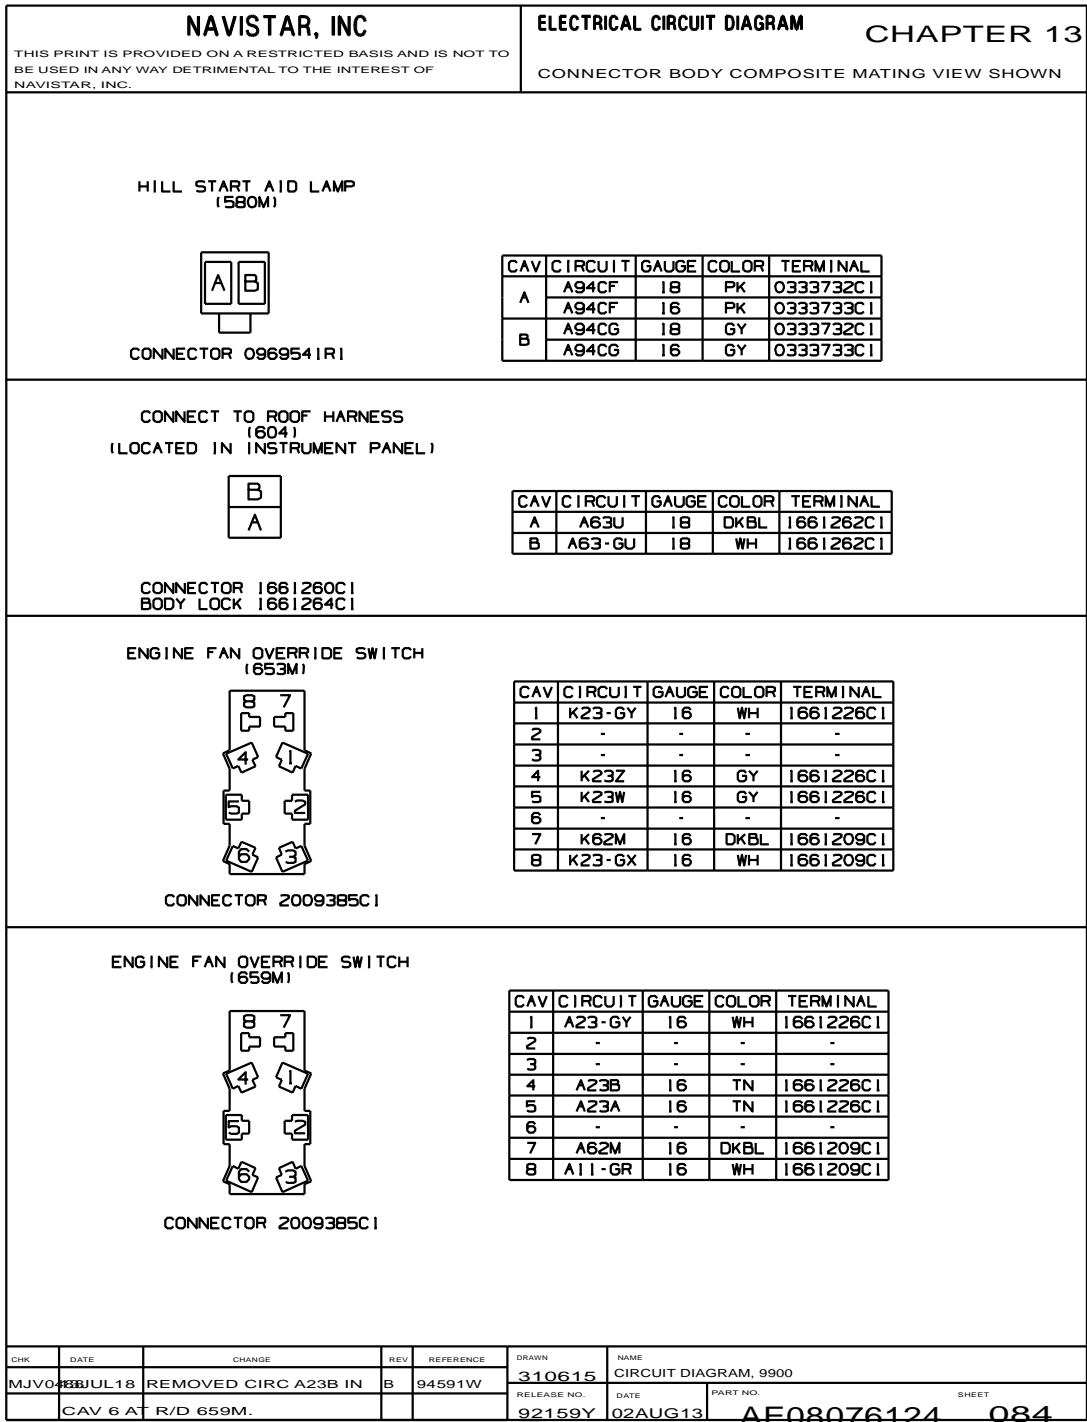 NAVISTAR, INC
THIS PRINT IS PROVIDED ON A RESTRICTED BASIS AND IS NOT TO
BE USED IN ANY WAY DETRIMENTAL TO THE INTEREST OF
NAVISTAR, INC.
ELECTRICAL CIRCUIT DIAGRAM
CHAPTER 13
CONNECTOR BODY COMPOSITE MATING VIEW SHOWN
HILL START AID LAMP
(580M)
A B
CONNECTOR 0969541R1
CAV CIRCUIT GAUGE COLOR TERMINAL
A A94CF 18 PK 0333732C1
A94CF 16 PK 0333733C1
B A94CG 18 GY 0333732C1
A94CG 16 GY 0333733C1
CONNECT TO ROOF HARNESS
(604)
(LOCATED IN INSTRUMENT PANEL)
B
A
CONNECTOR 1661260C1
BODY LOCK 1661264C1
CAV CIRCUIT GAUGE COLOR TERMINAL
A A63U 18 DKBL 1661262C1
B A63-GU 18 WH 1661262C1
ENGINE FAN OVERRIDE SWITCH
(653M)
8 7
4 1
5 2
6 3
CONNECTOR 2009385C1
CAV CIRCUIT GAUGE COLOR TERMINAL
1 K23-GY 16 WH 1661226C1
2 - - - -
3 - - - -
4 K23Z 16 GY 1661226C1
5 K23W 16 GY 1661226C1
6 - - - -
7 K62M 16 DKBL 1661209C1
8 K23-GX 16 WH 1661209C1
ENGINE FAN OVERRIDE SWITCH
(659M)
8 7
4 1
5 2
6 3
CONNECTOR 2009385C1
CAV CIRCUIT GAUGE COLOR TERMINAL
1 A23-GY 16 WH 1661226C1
2 - - - -
3 - - - -
4 A23B 16 TN 1661226C1
5 A23A 16 TN 1661226C1
6 - - - -
7 A62M 16 DKBL 1661209C1
8 A11-GR 16 WH 1661209C1
CHK DATE CHANGE REV REFERENCE
REMOVED CIRC A23B IN B 94591W
CAV 6 AT R/D 659M.
DRAWN
310615
NAME
CIRCUIT DIAGRAM, 9900
RELEASE NO.
92159Y
DATE
02AUG13
PART NO.
AE08076124
SHEET
084